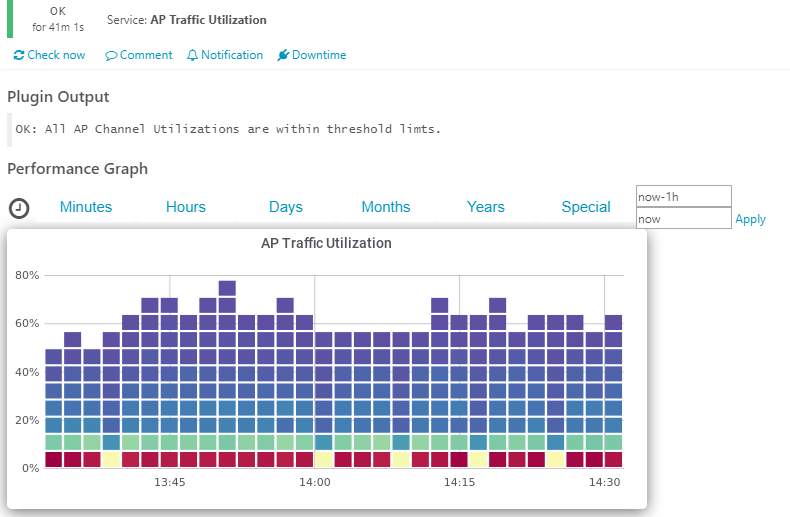 OK
for 41m 1s
Service: AP Traffic Utilization
Check now Comment Notification Downtime
Plugin Output
OK: All AP Channel Utilizations are within threshold limts.
Performance Graph
Minutes Hours Days Months Years Special
now-1h
now Apply
AP Traffic Utilization
80%
60%
40%
20%
0%
13:45 14:00 14:15 14:30